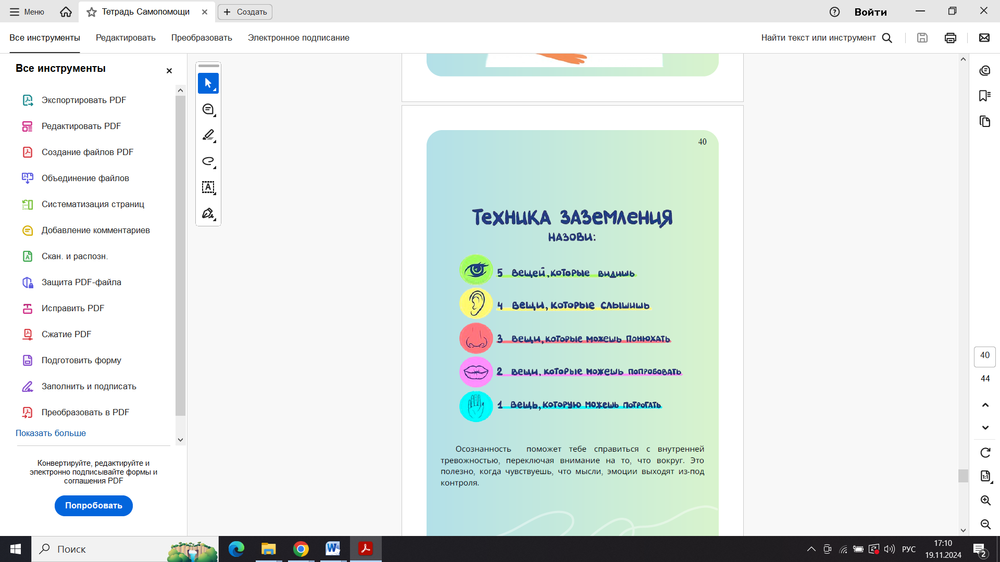 Меню
Тетрадь Самопомощи
Создать
Войти
Все инструменты
Редактировать
Преобразовать
Электронное подписание
Найти текст или инструмент
Все инструменты
Экспортировать PDF
Редактировать PDF
Создание файлов PDF
Объединение файлов
Систематизация страниц
Добавление комментариев
Скан. и распозн.
Защита PDF-файла
Исправить PDF
Сжатие PDF
Подготовить форму
Заполнить и подписать
Преобразовать в PDF
Показать больше
Конвертируйте, редактируйте и
электронно подписывайте формы и
соглашения PDF
Попробовать
40
Техника заземления
назови:
5 вещей, которые видишь
4 вещи, которые слышишь
3 вещи, которые можешь понюхать
2 вещи, которые можешь попробовать
1 вещь, которую можешь потрогать
Осознанность поможет тебе справиться с внутренней
тревожностью, переключая внимание на то, что вокруг. Это
полезно, когда чувствуешь, что мысли, эмоции выходят из-под
контроля.
40
44
Поиск
РУС
17:10
19.11.2024
2